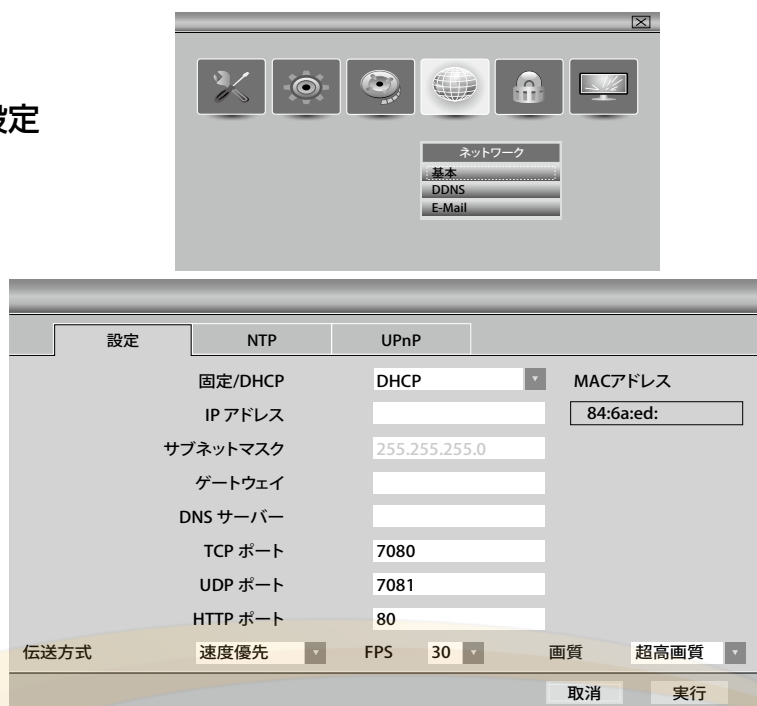 定
ネットワーク
基本
DDNS
E-Mail
設定 NTP UPnP
固定/DHCP DHCP MACアドレス
IP アドレス 84:6a:ed:
サブネットマスク 255.255.255.0
ゲートウェイ
DNS サーバー
TCP ポート 7080
UDP ポート 7081
HTTP ポート 80
伝送方式 速度優先 FPS 30 画質 超高画質
取消 実行